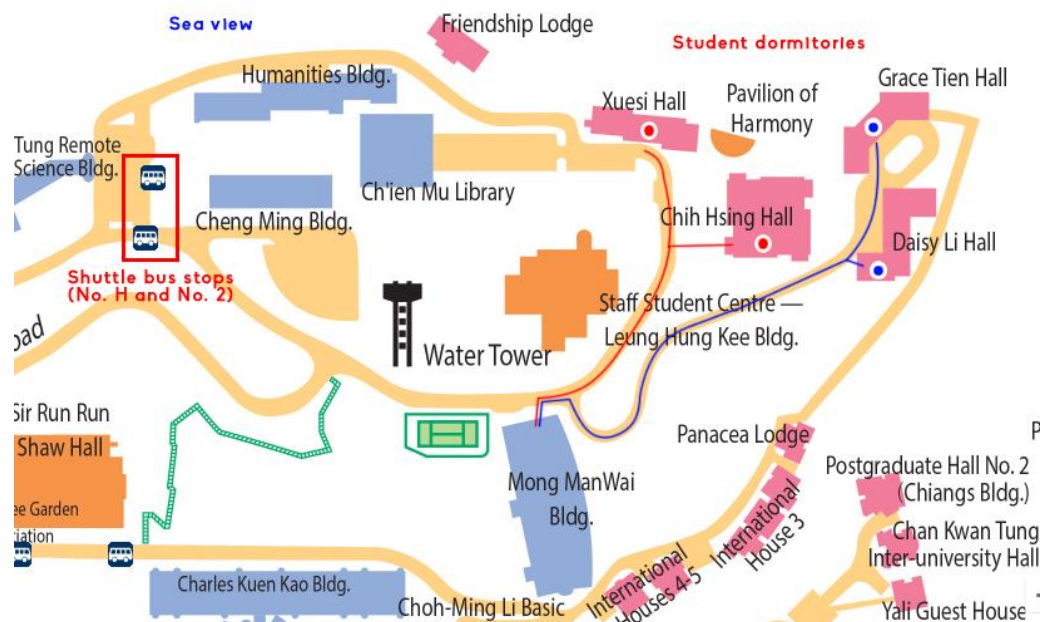 Sea view
Friendship Lodge
Student dormitories
Humanities Bldg.
Xuesi Hall
Pavilion of
Harmony
Grace Tien Hall
Tung Remote
Science Bldg.
Ch'ien Mu Library
Cheng Ming Bldg.
Chih Hsing Hall
Daisy Li Hall
Shuttle bus stops
(No. H and No. 2)
Staff Student Centre —
Leung Hung Kee Bldg.
Water Tower
Sir Run Run
Shaw Hall
Panacea Lodge
Postgraduate Hall No. 2
(Chiangs Bldg.)
Mong ManWai
Bldg.
International
House 3
Garden
Chan Kwan Tung
Inter-university Hall
International
Houses 4-5
Charles Kuen Kao Bldg.
Choh-Ming Li Basic
Yali Guest House